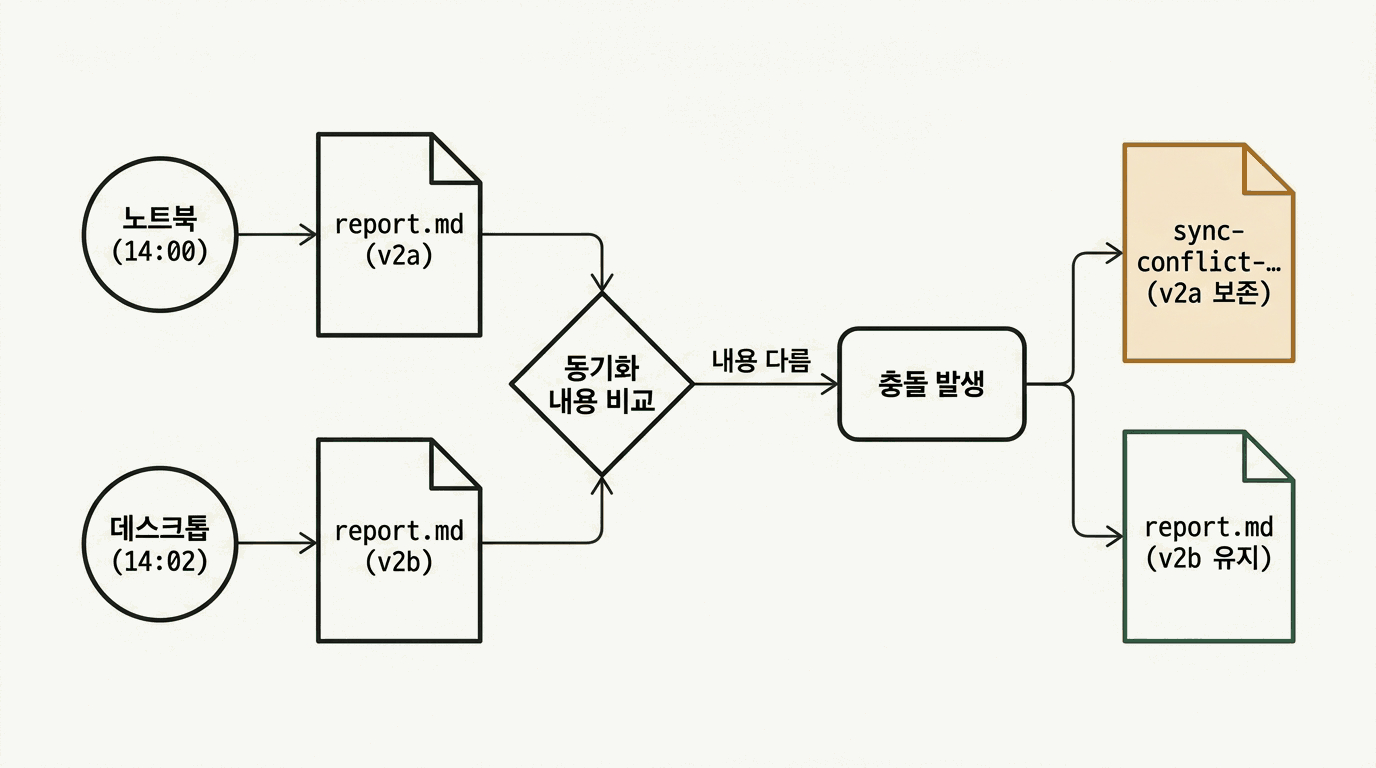 노트북
(14:00)
report.md
(v2a)
데스크톱
(14:02)
report.md
(v2b)
동기화
내용 비교
내용 다름
충돌 발생
sync-
conflict-…
(v2a 보존)
report.md
(v2b 유지)